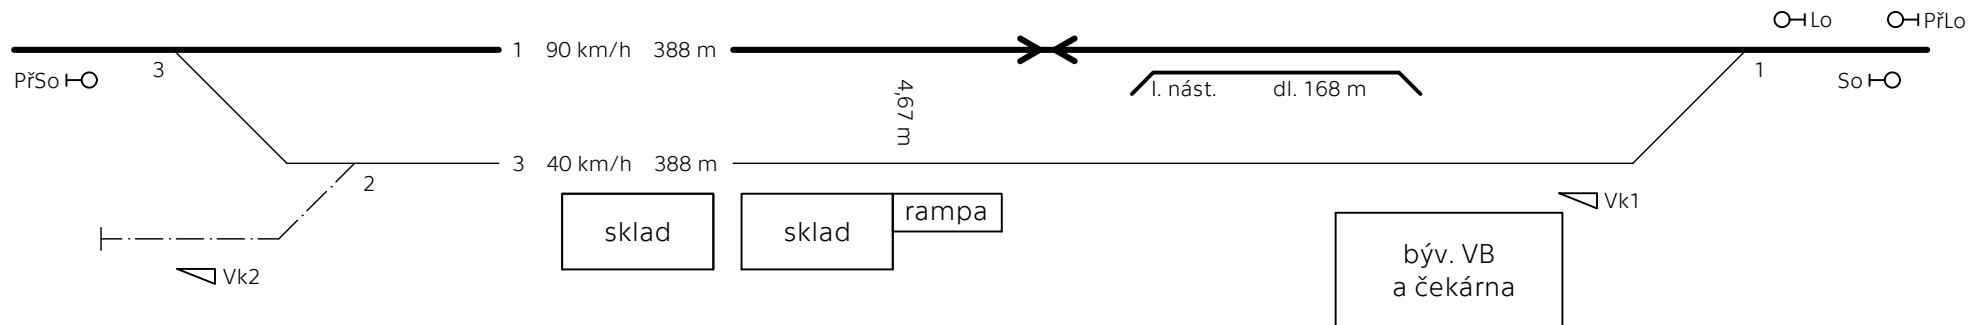 Lo
PřLo
1 90 km/h 388 m
3
1
PřSo
So
4,67 m
I. nást. dl. 168 m
3 40 km/h 388 m
2
sklad
sklad
rampa
Vk1
býv. VB
a čekárna
Vk2